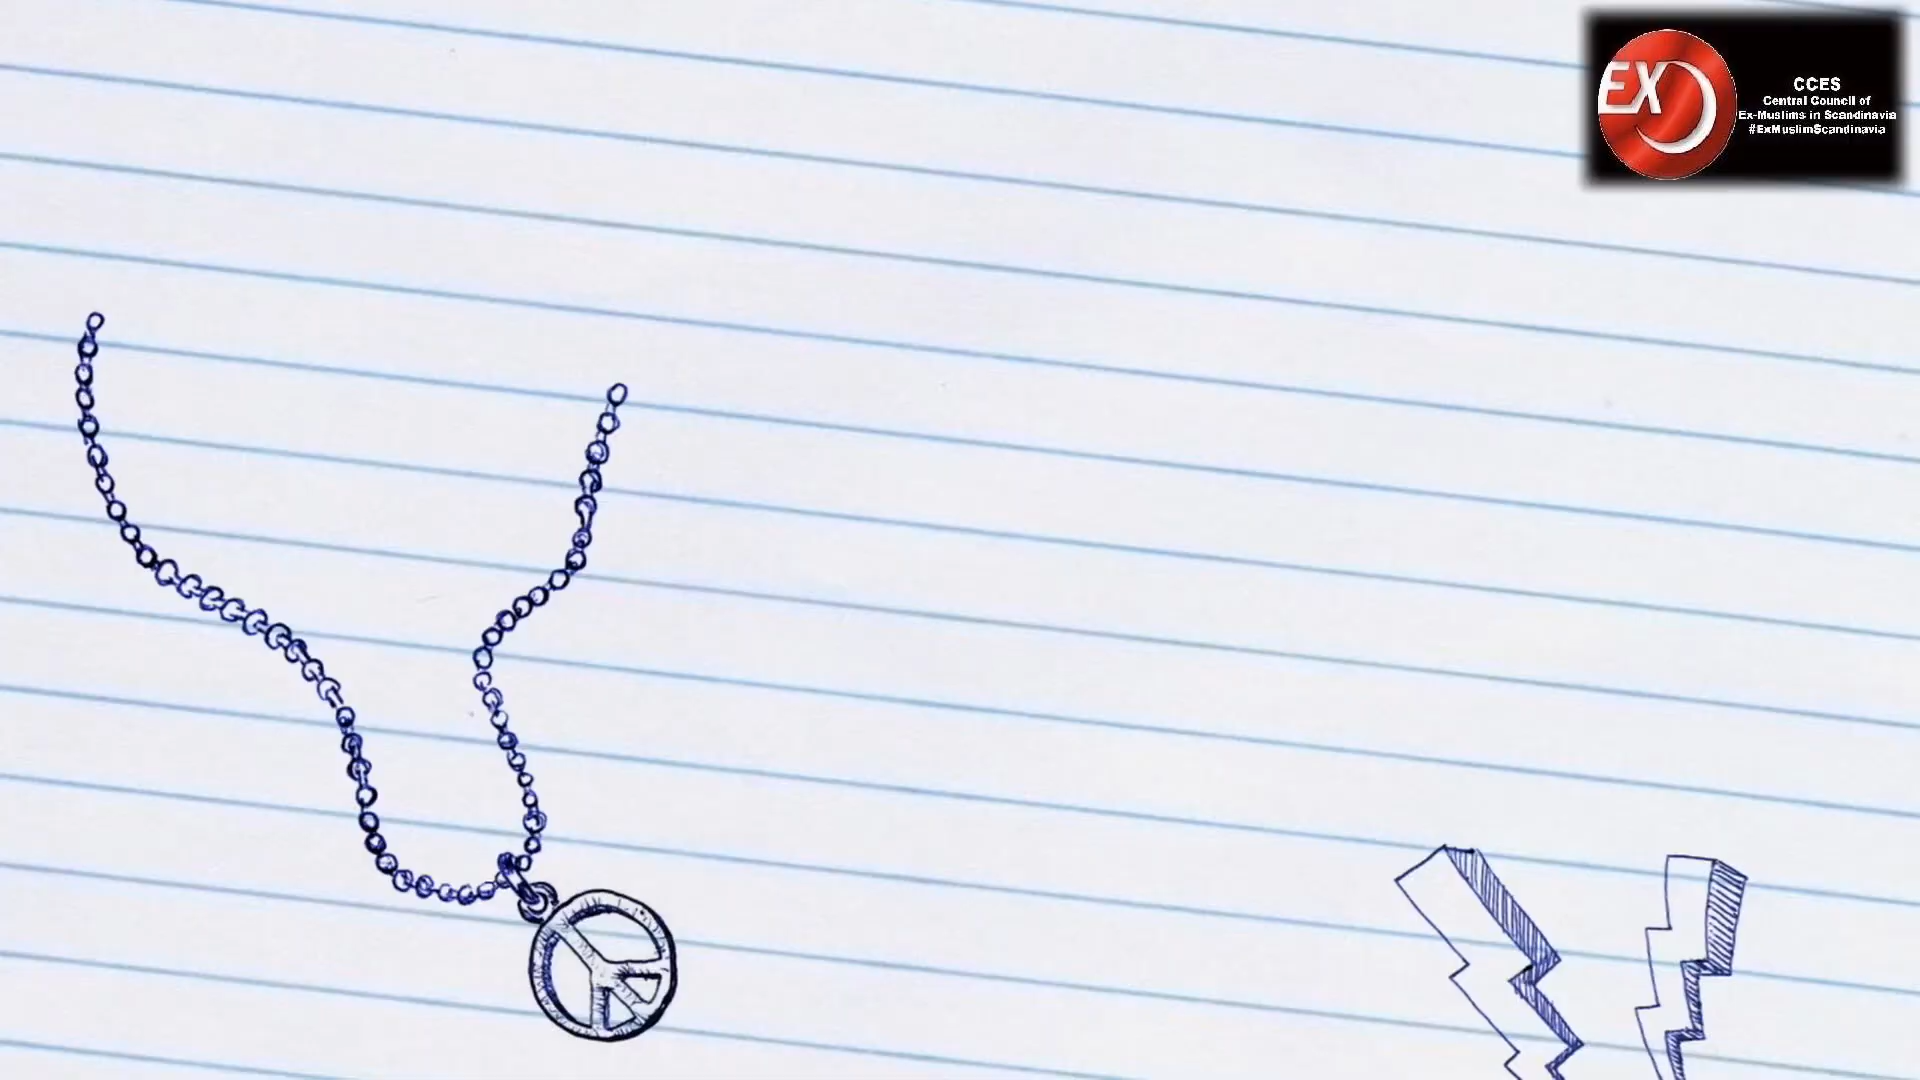 EX
CCES
Central Council of
Ex-Muslims in Scandinavia
#ExMuslimScandinavia